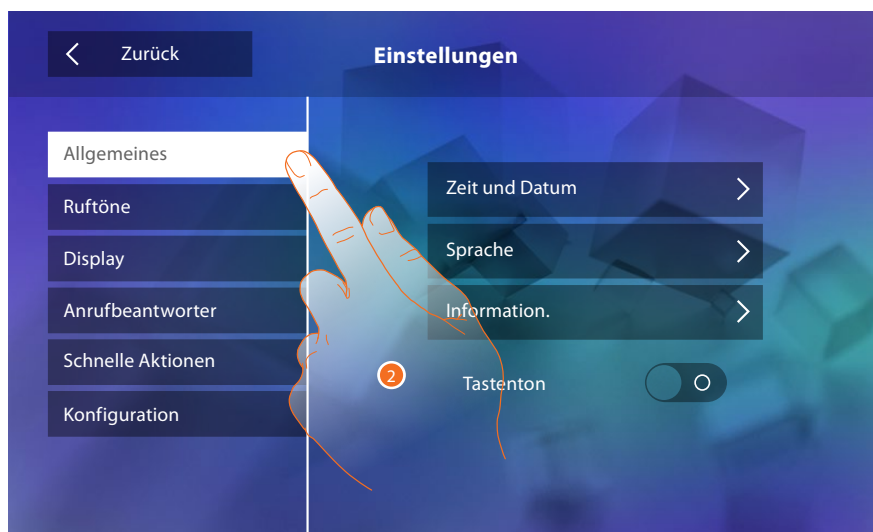 Zurück
Einstellungen
Allgemeines
Ruftöne
Display
Anrufbeantworter
Schnelle Aktionen
Konfiguration
Zeit und Datum
Sprache
Information.
2
Tastenton